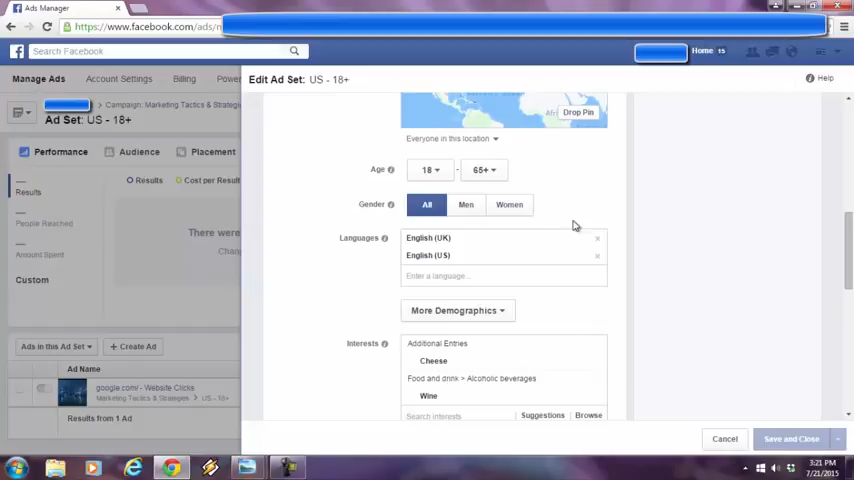 Ads Manager
https://www.facebook.com/ads/
Search Facebook
Home 15
Manage Ads
Account Settings
Billing
Power
Edit Ad Set: US - 18+
Help
Campaign: Marketing Tactics & Strategi
Ad Set: US - 18+
Drop Pin
Everyone in this location
Performance
Audience
Placement
Age
18 - 65+
Results
Results
Cost per Result
Gender
All
Men
Women
People Reached
There were
Chang
Amount Spent
Languages
English (UK)
English (US)
Enter a language...
Custom
More Demographics
Ads in this Ad Set
+ Create Ad
Interests
Additional Entries
Cheese
Food and drink > Alcoholic beverages
Wine
Search interests
Suggestions
Browse
Ad Name
google.com/ - Website Clicks
Marketing Tactics & Strategies > US - 18+
Results from 1 Ad
Cancel
Save and Close
3:21 PM
7/21/2015